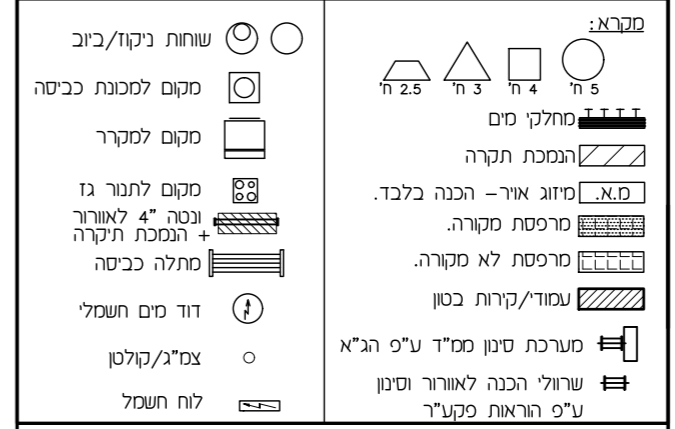 מקרא:
5 ח' 4 ח' 3 ח' 2.5 ח'
מחלקי מים
הנמכת תקרה
מ.א. מיזוג אויר- הכנה בלבד.
מרפסת מקורה.
מרפסת לא מקורה.
עמודי/קירות בטון
מערכת סינון ממ"ד ע"פ הג"א
שרוולי הכנה לאוורור וסינון
ע"פ הוראות פקע"ר
שוחות ניקוז/ביוב
מקום למכונת כביסה
מקום למקרר
מקום לתנור גז
ונטה "4 לאוורור
+ הנמכת תיקרה
מתלה כביסה
דוד מים חשמלי
צמ"ג/קולטן
לוח חשמל